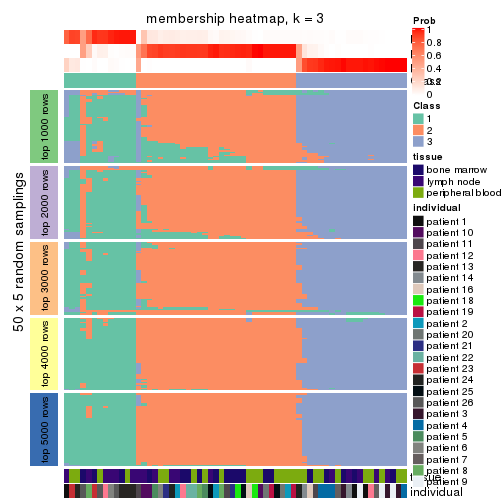 membership heatmap, k = 3
50 x 5 random samplings
top 1000 rows
top 2000 rows
top 3000 rows
top 4000 rows
top 5000 rows
Prob
1
0.8
0.6
0.4
0.2
0
Class
1
2
3
tissue
bone marrow
lymph node
peripheral blood
individual
patient 1
patient 10
patient 11
patient 12
patient 13
patient 14
patient 16
patient 18
patient 19
patient 2
patient 20
patient 21
patient 22
patient 23
patient 24
patient 25
patient 26
patient 3
patient 4
patient 5
patient 6
patient 7
patient 8
patient 9
tissue
individual